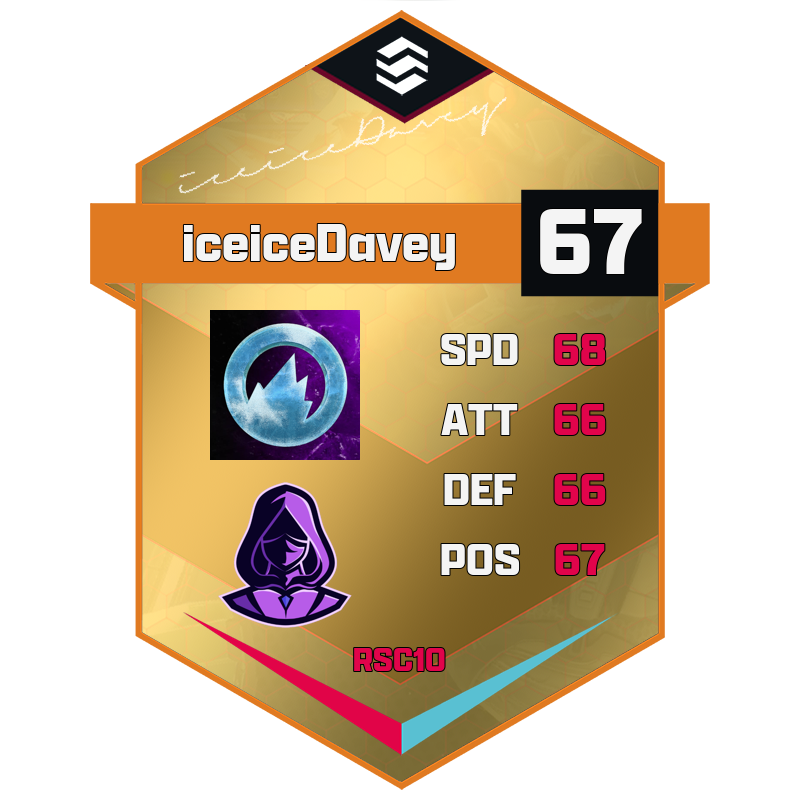 iceiceDavey
iceiceDavey 67
SPD 68
ATT 66
DEF 66
POS 67
RSC10